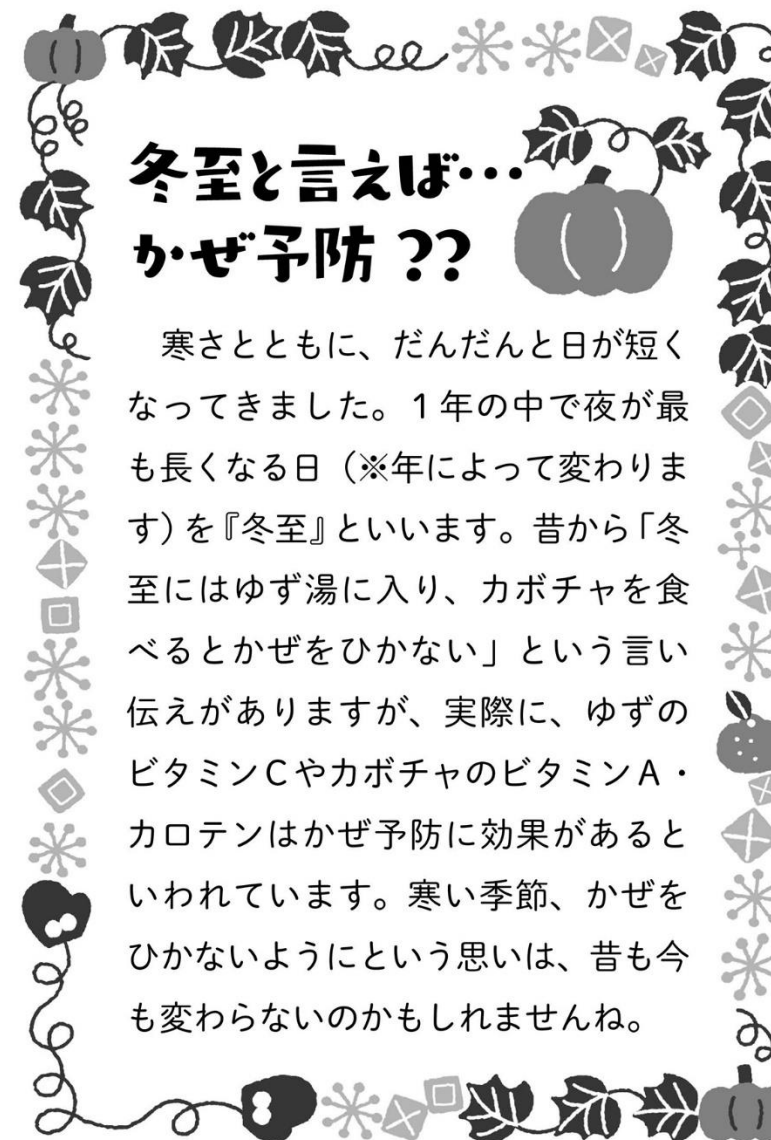 冬至と言えば…
かぜ予防??
　寒さとともに、だんだんと日が短く
なってきました。1年の中で夜が最
も長くなる日（※年によって変わりま
す）を『冬至』といいます。昔から「冬
至にはゆず湯に入り、カボチャを食
べるとかぜをひかない」という言い
伝えがありますが、実際に、ゆずの
ビタミンCやカボチャのビタミンA・
カロテンはかぜ予防に効果があると
いわれています。寒い季節、かぜを
ひかないようにという思いは、昔も今
も変わらないのかもしれませんね。